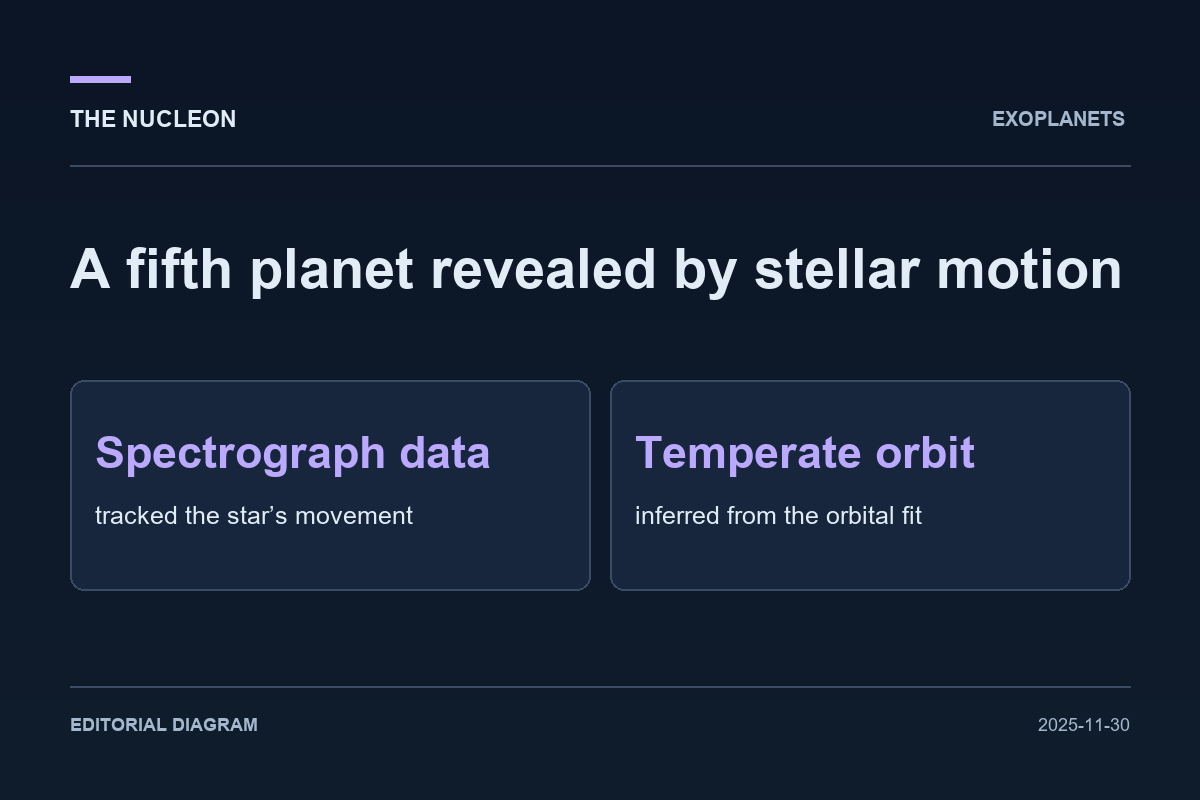 THE NUCLEON
EXOPLANETS
A fifth planet revealed by stellar motion
Spectrograph data
tracked the star’s movement
Temperate orbit
inferred from the orbital fit
EDITORIAL DIAGRAM
2025-11-30